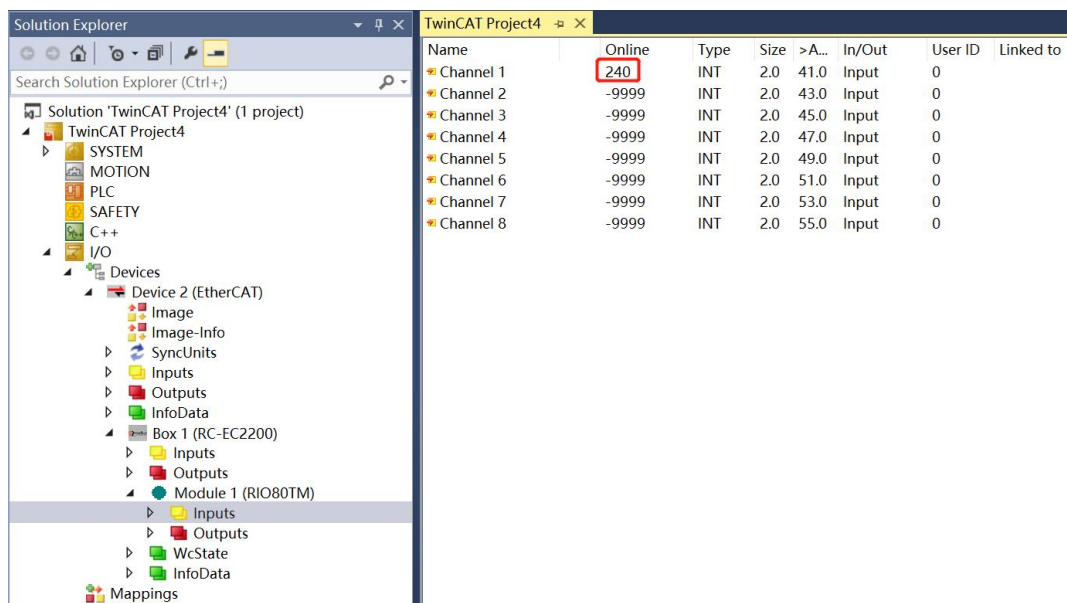 Solution Explorer
Search Solution Explorer (Ctrl+;)
Solution 'TwinCAT Project4' (1 project)
TwinCAT Project4
SYSTEM
MOTION
PLC
SAFETY
C++
I/O
Devices
Device 2 (EtherCAT)
Image
Image-Info
SyncUnits
Inputs
Outputs
InfoData
Box 1 (RC-EC2200)
Inputs
Outputs
Module 1 (RIO80TM)
Inputs
Outputs
WcState
InfoData
Mappings
TwinCAT Project4
Name Online Type Size >A... In/Out User ID Linked to
Channel 1 240 INT 2.0 41.0 Input 0
Channel 2 -9999 INT 2.0 43.0 Input 0
Channel 3 -9999 INT 2.0 45.0 Input 0
Channel 4 -9999 INT 2.0 47.0 Input 0
Channel 5 -9999 INT 2.0 49.0 Input 0
Channel 6 -9999 INT 2.0 51.0 Input 0
Channel 7 -9999 INT 2.0 53.0 Input 0
Channel 8 -9999 INT 2.0 55.0 Input 0